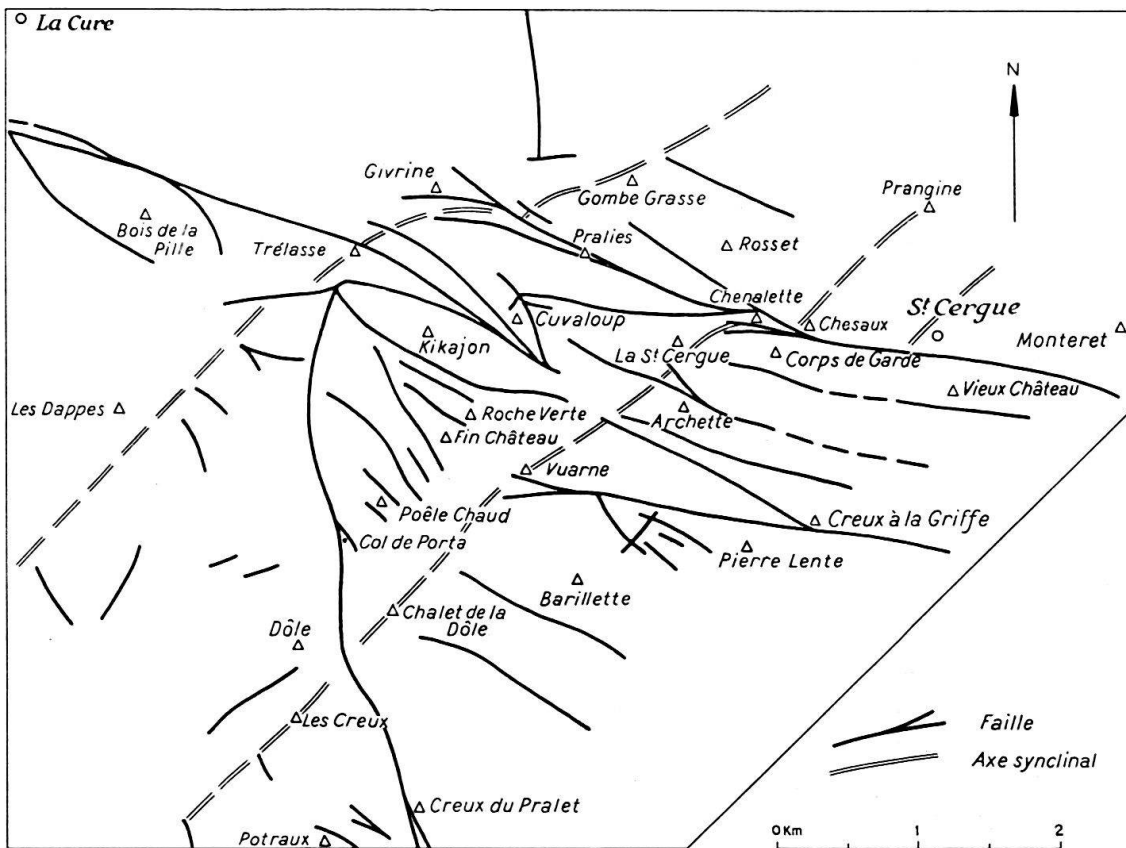 La Cure
N
Givrine
Gombe Grasse
Prangine
Bois de la
Pille
Trélasse
Pralies
Rosset
Chenalette
St Cergue
Cuvaloup
Chesaux
Monteret
Kikajon
La St Cergue
Corps de Garde
Les Dappes
Vieux Château
Roche Verte
Archette
Fin Château
Vuarne
Poêle Chaud
Creux à la Griffe
Col de Porta
Pierre Lente
Barillette
Chalet de la
Dôle
Dôle
Les Creux
Faille
Axe synclinal
Creux du Pralet
Potraux
0 Km 1 2